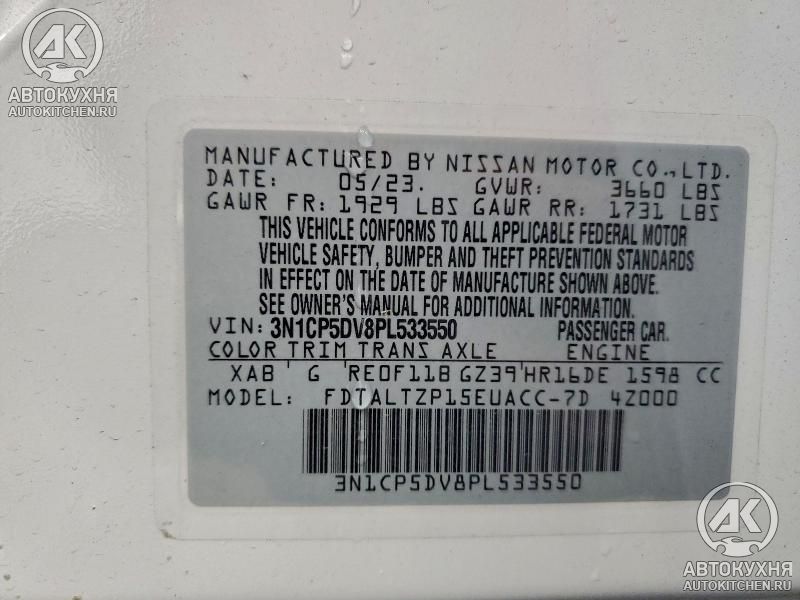 АК
АВТОКУХНЯ
AUTOKITCHEN.RU
MANUFACTURED BY NISSAN MOTOR CO.,LTD.
DATE: 05/23. GVWR: 3660 LBS
GAWR FR: 1929 LBS GAWR RR: 1731 LBS
THIS VEHICLE CONFORMS TO ALL APPLICABLE FEDERAL MOTOR
VEHICLE SAFETY, BUMPER AND THEFT PREVENTION STANDARDS
IN EFFECT ON THE DATE OF MANUFACTURE SHOWN ABOVE.
SEE OWNER'S MANUAL FOR ADDITIONAL INFORMATION.
VIN: 3N1CP5DV8PL533550 PASSENGER CAR.
COLOR TRIM TRANS AXLE ENGINE
XAB G RE0F11B GZ39 HR16DE 1598 CC
MODEL: FDTALTZP15EUACC-7D 4Z000
3N1CP5DV8PL533550
АК
АВТОКУХНЯ
AUTOKITCHEN.RU